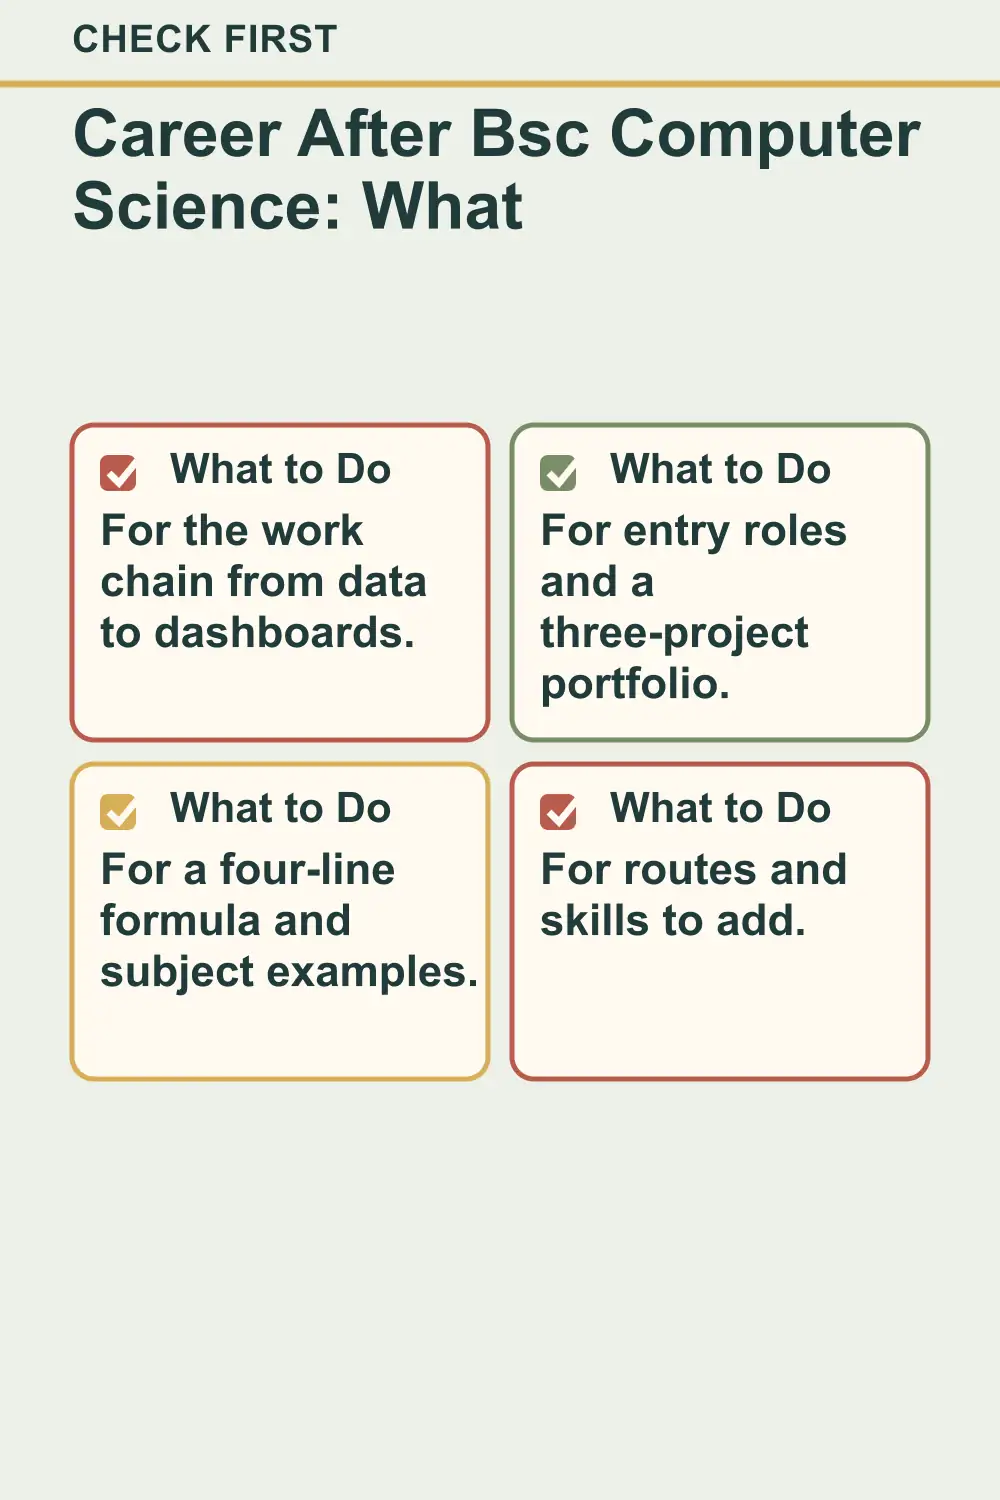 CHECK FIRST
Career After Bsc Computer
Science: What
What to Do
For the work
chain from data
to dashboards.
What to Do
For entry roles
and a
three-project
portfolio.
What to Do
For a four-line
formula and
subject examples.
What to Do
For routes and
skills to add.